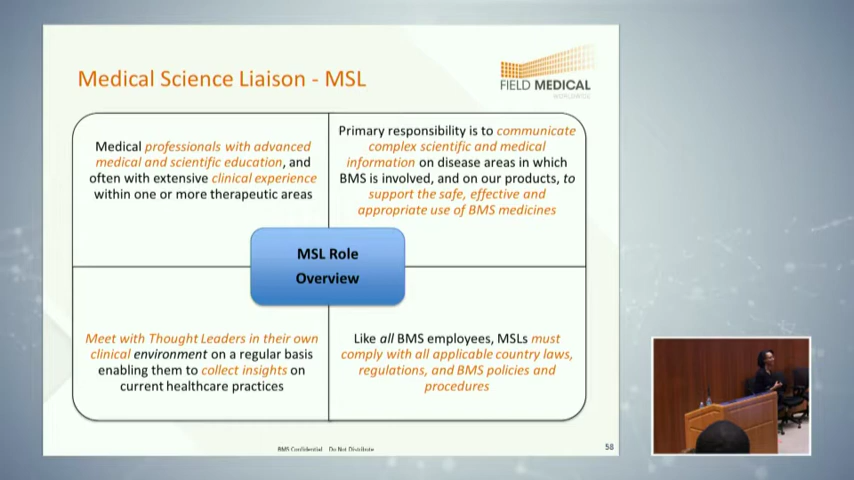 Medical Science Liaison - MSL
FIELD MEDICAL
WORLDWIDE
Medical professionals with advanced
medical and scientific education, and
often with extensive clinical experience
within one or more therapeutic areas
Primary responsibility is to communicate
complex scientific and medical
information on disease areas in which
BMS is involved, and on our products, to
support the safe, effective and
appropriate use of BMS medicines
MSL Role
Overview
Meet with Thought Leaders in their own
clinical environment on a regular basis
enabling them to collect insights on
current healthcare practices
Like all BMS employees, MSLs must
comply with all applicable country laws,
regulations, and BMS policies and
procedures
BMS Confidential Do Not Distribute
58